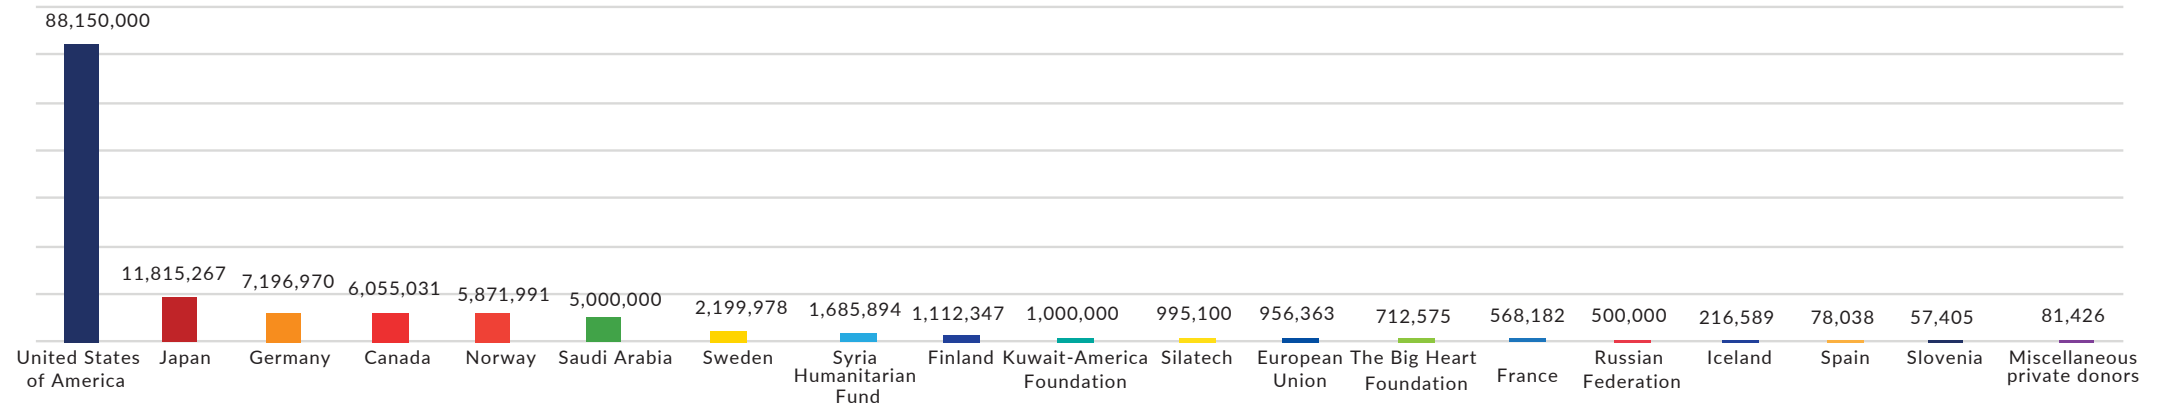 88,150,000
11,815,267
7,196,970
6,055,031
5,871,991
5,000,000
2,199,978
1,685,894
1,112,347
1,000,000
995,100
956,363
712,575
568,182
500,000
216,589
78,038
57,405
81,426
United States
of America
Japan
Germany
Canada
Norway
Saudi Arabia
Sweden
Syria
Humanitarian
Fund
Finland
Kuwait-America
Foundation
Silatech
European
Union
The Big Heart
Foundation
France
Russian
Federation
Iceland
Spain
Slovenia
Miscellaneous
private donors